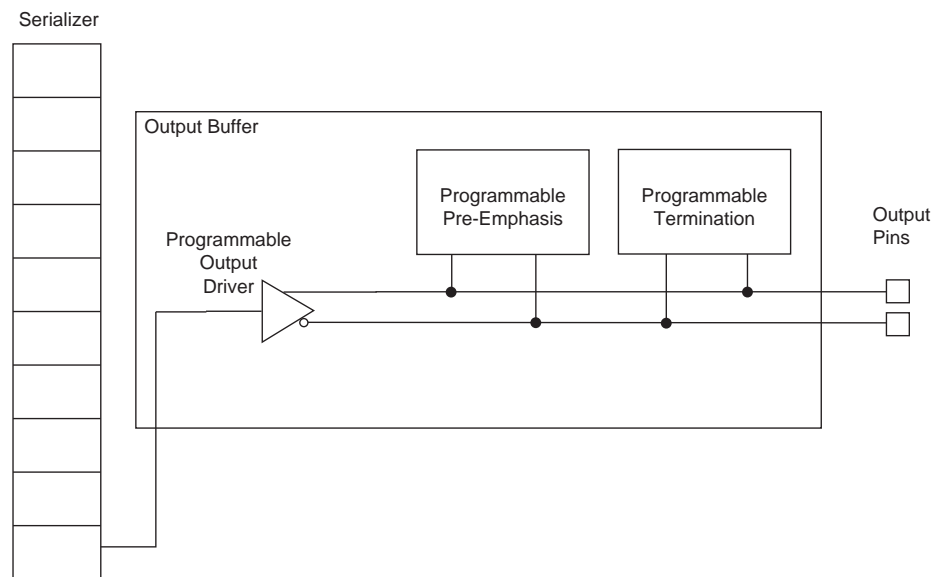 Serializer
Output Buffer
Programmable
Pre-Emphasis
Programmable
Termination
Output
Pins
Programmable
Output
Driver